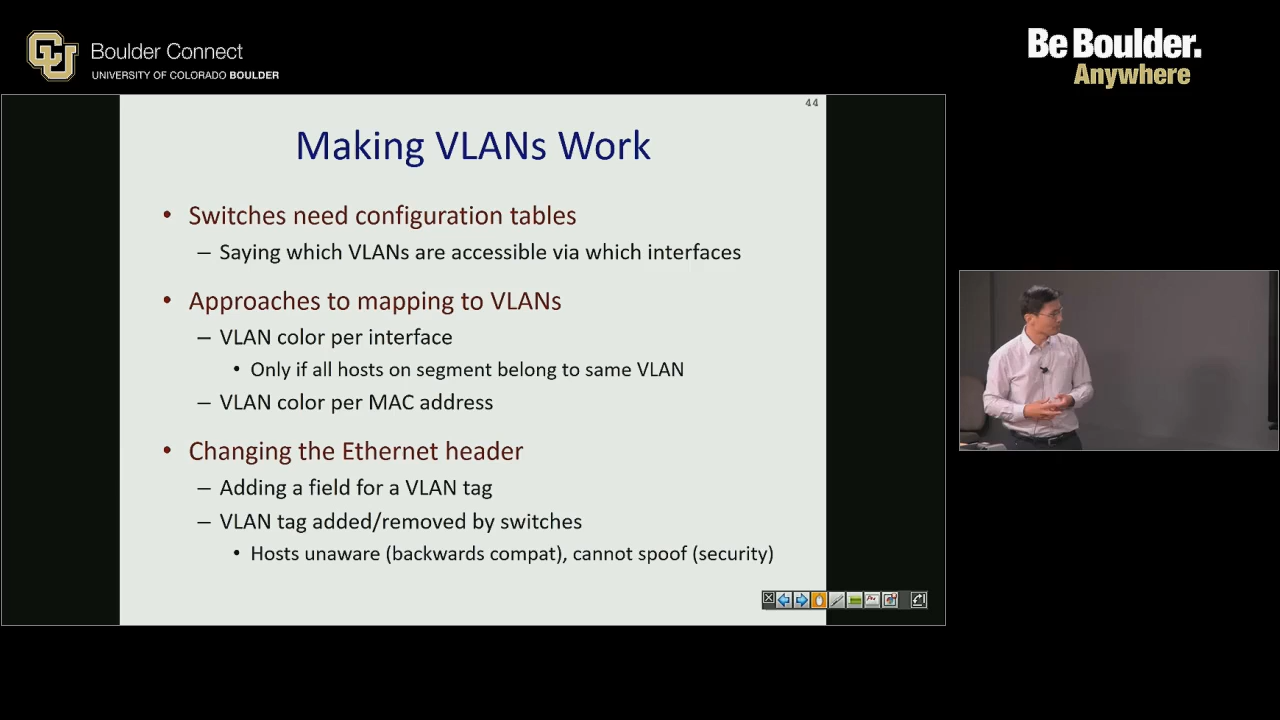 Boulder Connect
UNIVERSITY OF COLORADO BOULDER
Be Boulder.
Anywhere
44
Making VLANs Work
• Switches need configuration tables
– Saying which VLANs are accessible via which interfaces
• Approaches to mapping to VLANs
– VLAN color per interface
• Only if all hosts on segment belong to same VLAN
– VLAN color per MAC address
• Changing the Ethernet header
– Adding a field for a VLAN tag
– VLAN tag added/removed by switches
• Hosts unaware (backwards compat), cannot spoof (security)